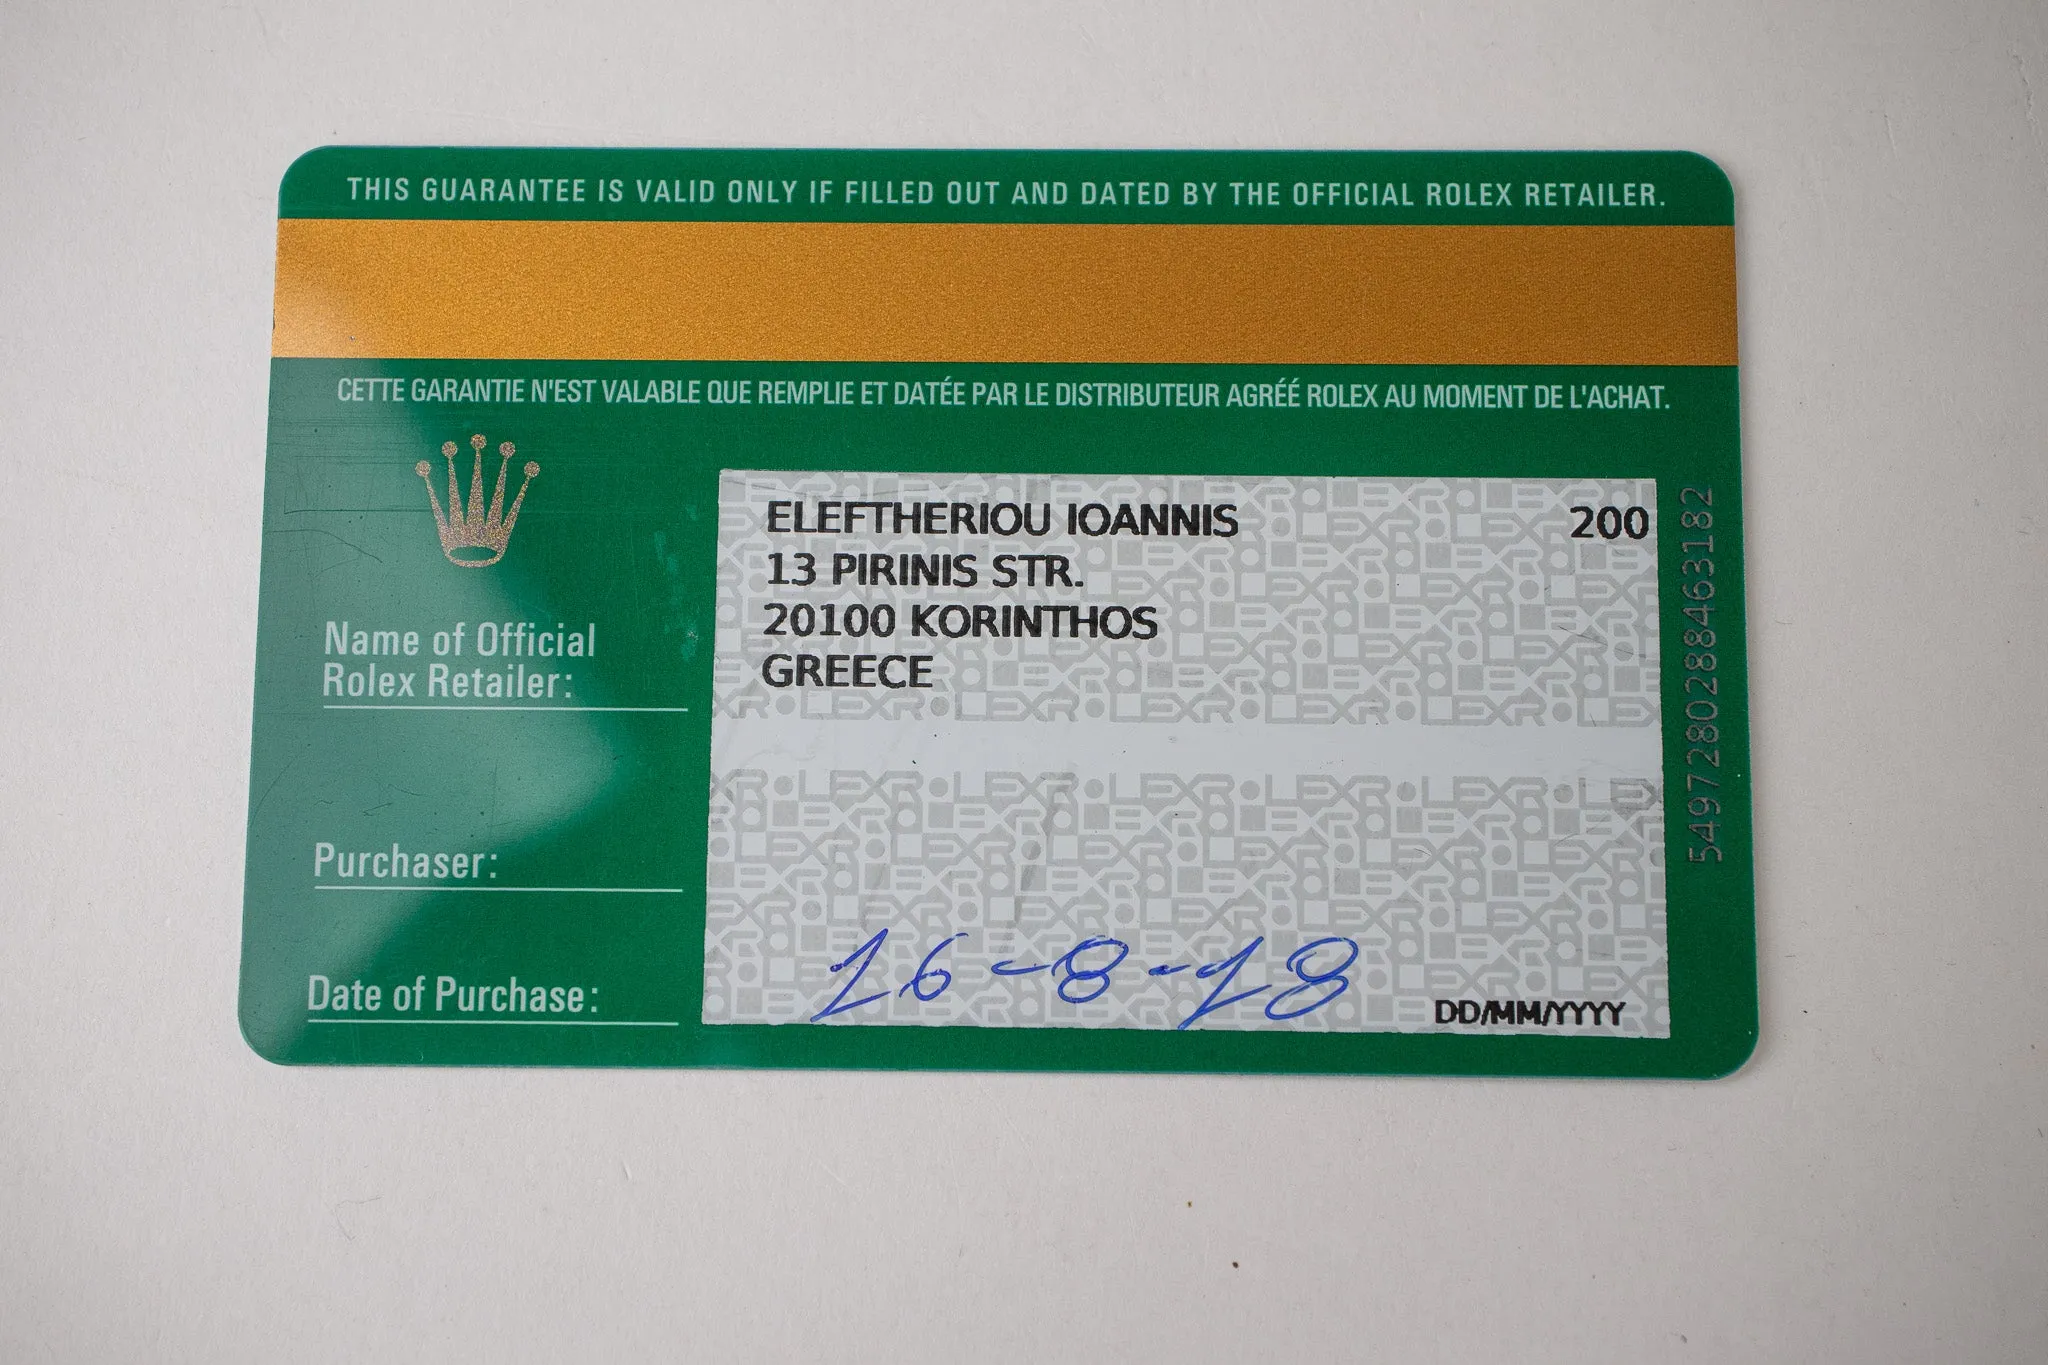 THIS GUARANTEE IS VALID ONLY IF FILLED OUT AND DATED BY THE OFFICIAL ROLEX RETAILER.
CETTE GARANTIE N'EST VALABLE QUE REMPLIE ET DATÉE PAR LE DISTRIBUTEUR AGRÉÉ ROLEX AU MOMENT DE L'ACHAT.
Name of Official
Rolex Retailer:
ELEFTHERIOU IOANNIS 200
13 PIRINIS STR.
20100 KORINTHOS
GREECE
Purchaser:
Date of Purchase:
16-8-18
DD/MM/YYYY
5497280288463182